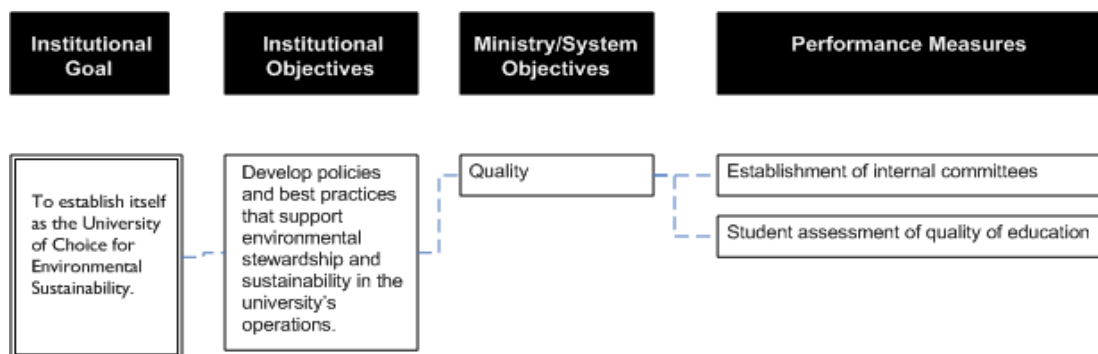 Institutional
Goal
Institutional
Objectives
Ministry/System
Objectives
Performance Measures
To establish itself
as the University
of Choice for
Environmental
Sustainability.
Develop policies
and best practices
that support
environmental
stewardship and
sustainability in the
university's
operations.
Quality
Establishment of internal committees
Student assessment of quality of education